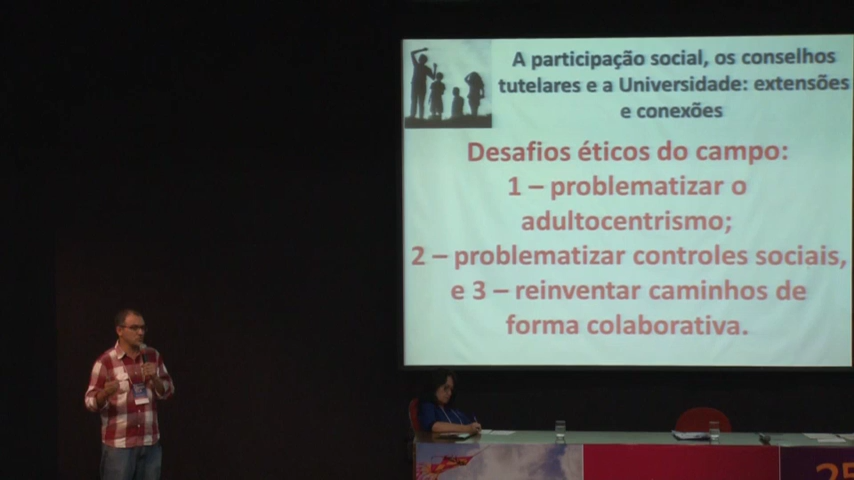 A participação social, os conselhos
tutelares e a Universidade: extensões
e conexões
Desafios éticos do campo:
1 – problematizar o
adultocentrismo;
2 – problematizar controles sociais,
e 3 – reinventar caminhos de
forma colaborativa.
25